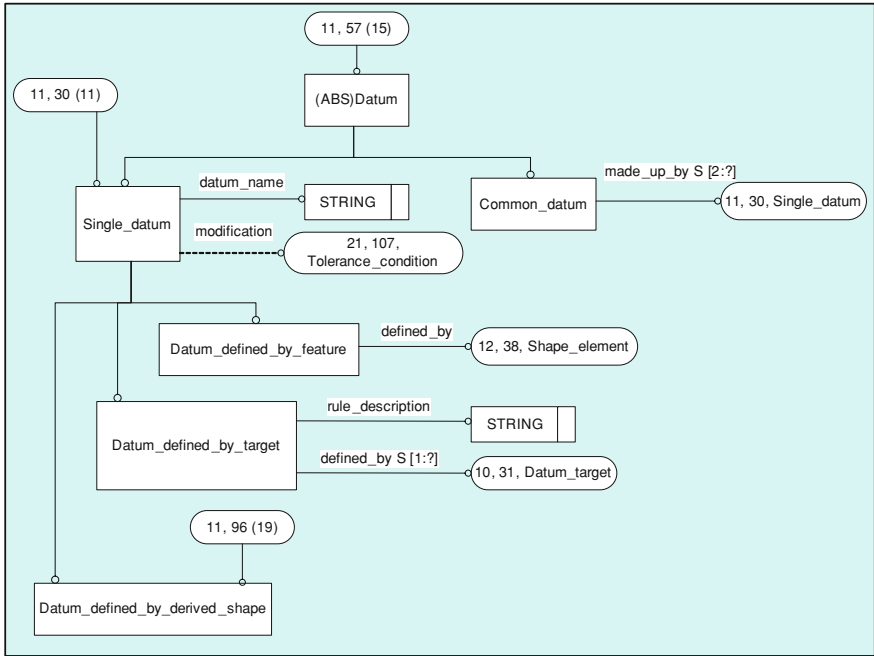 11, 57 (15)
(ABS)Datum
11, 30 (11)
datum_name
STRING
Single_datum
modification
21, 107,
Tolerance_condition
Common_datum
made_up_by S [2:?]
11, 30, Single_datum
Datum_defined_by_feature
defined_by
12, 38, Shape_element
Datum_defined_by_target
rule_description
STRING
defined_by S [1:?]
10, 31, Datum_target
11, 96 (19)
Datum_defined_by_derived_shape